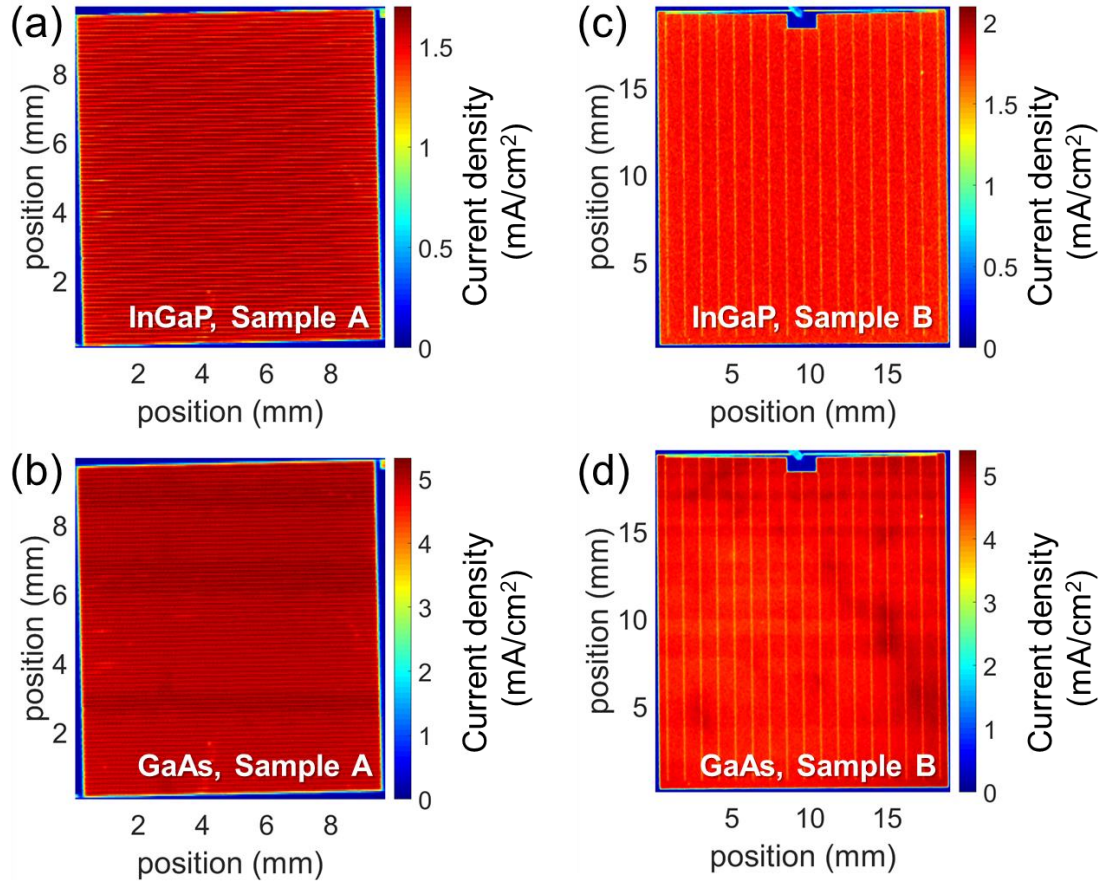 (a)
position (mm)
8
6
4
2
InGaP, Sample A
2 4 6 8
position (mm)
1.5
1
0.5
0
Current density
(mA/cm²)
(c)
position (mm)
15
10
5
InGaP, Sample B
5 10 15
position (mm)
2
1.5
1
0.5
0
Current density
(mA/cm²)
(b)
position (mm)
8
6
4
2
GaAs, Sample A
2 4 6 8
position (mm)
5
4
3
2
1
0
Current density
(mA/cm²)
(d)
position (mm)
15
10
5
GaAs, Sample B
5 10 15
position (mm)
5
4
3
2
1
0
Current density
(mA/cm²)